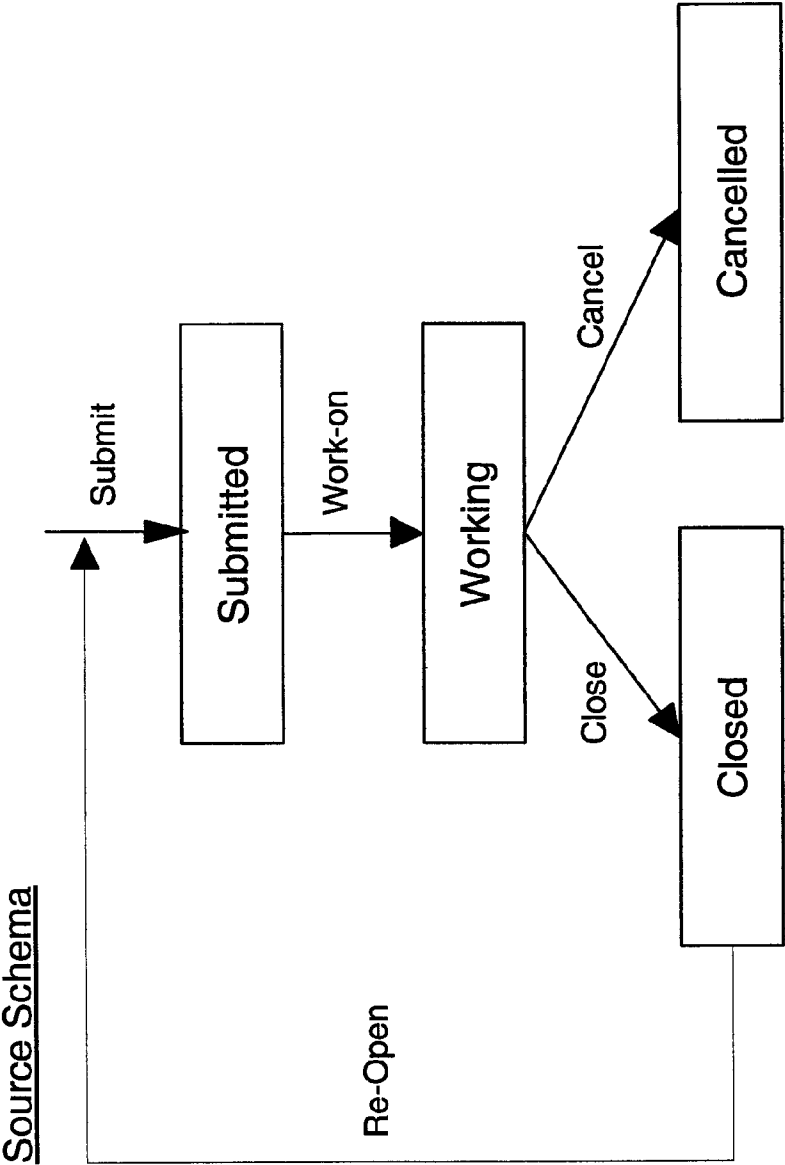 Source Schema
Submit
Submitted
Work-on
Working
Close
Cancel
Closed
Cancelled
Re-Open